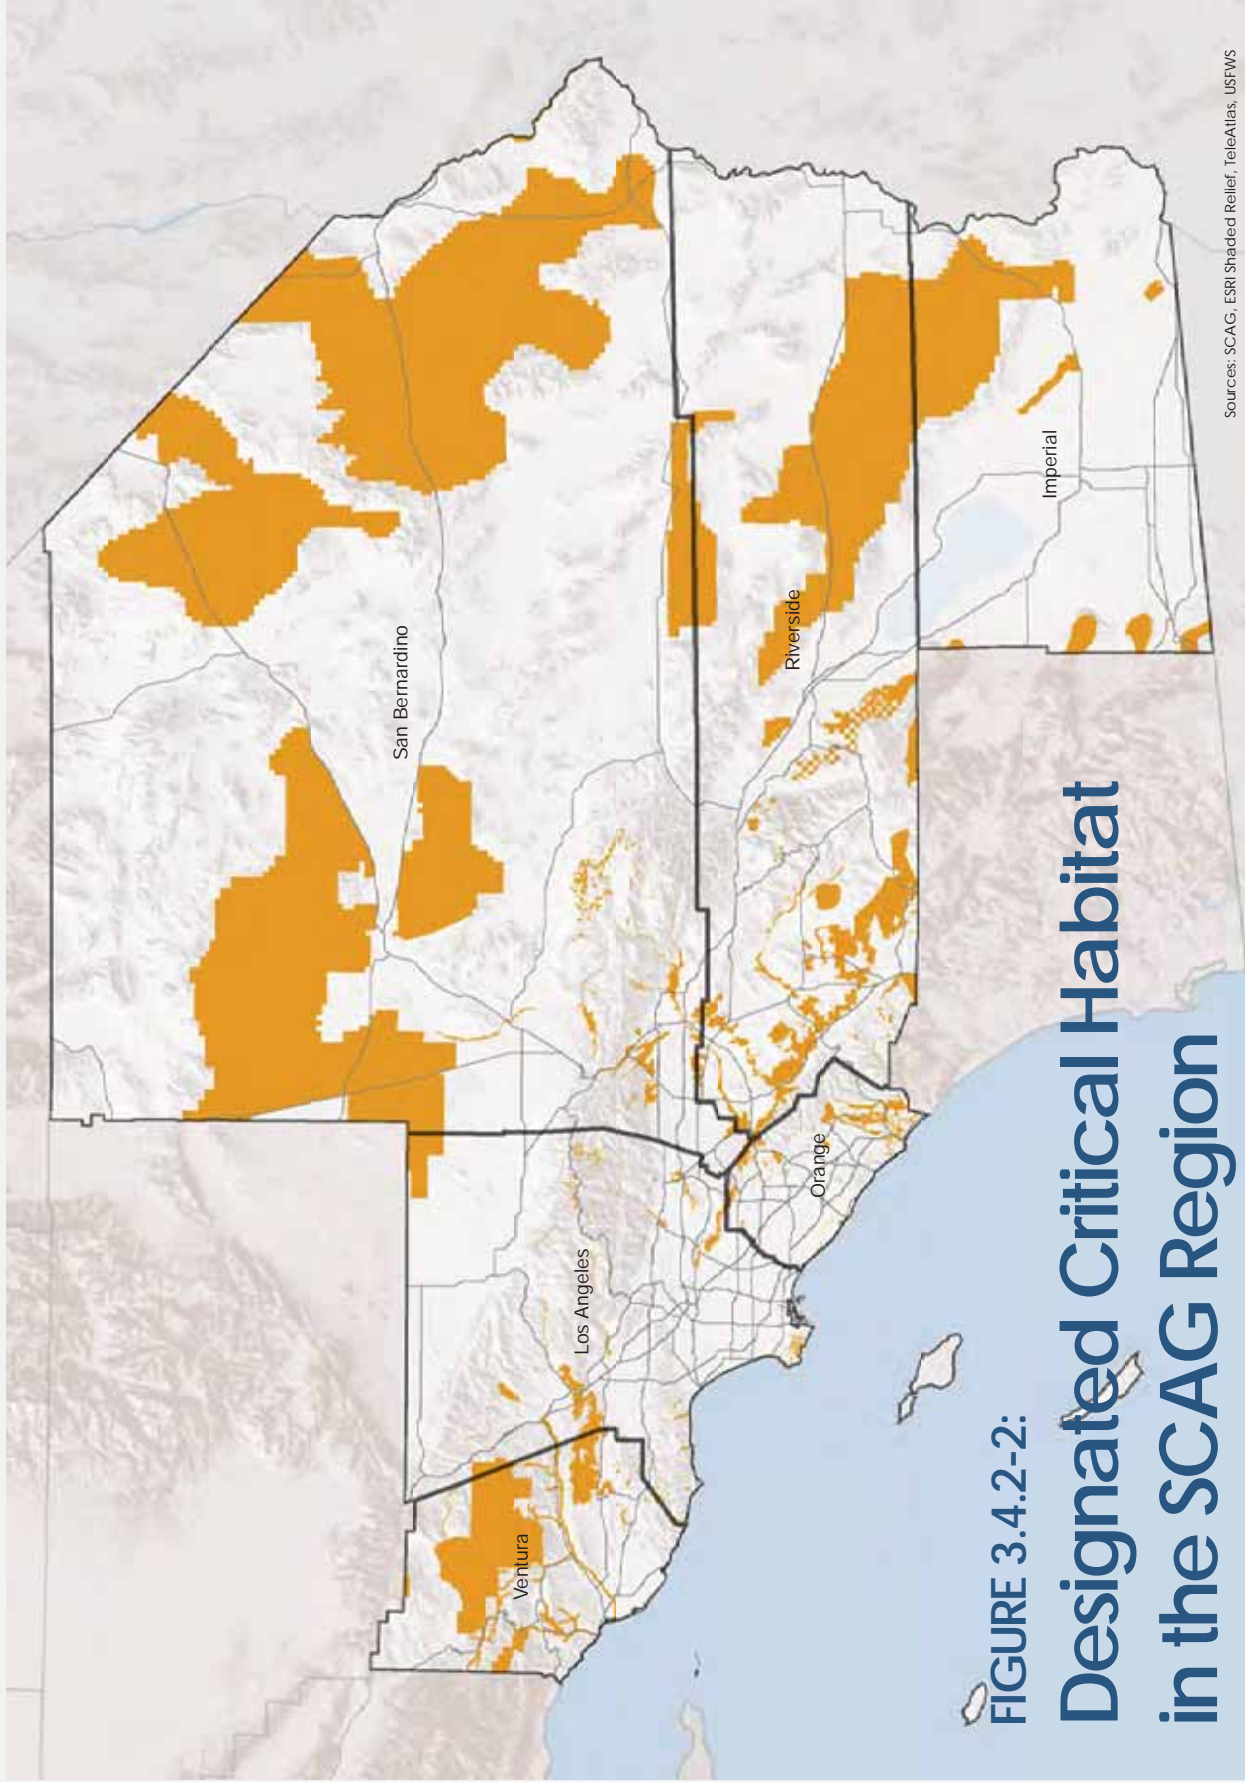 San Bernardino
Riverside
Imperial
Los Angeles
Orange
Ventura
FIGURE 3.4.2-2:
Designated Critical Habitat
in the SCAG Region
Sources: SCAG, ESRI Shaded Relief, TeleAtlas, USFWS